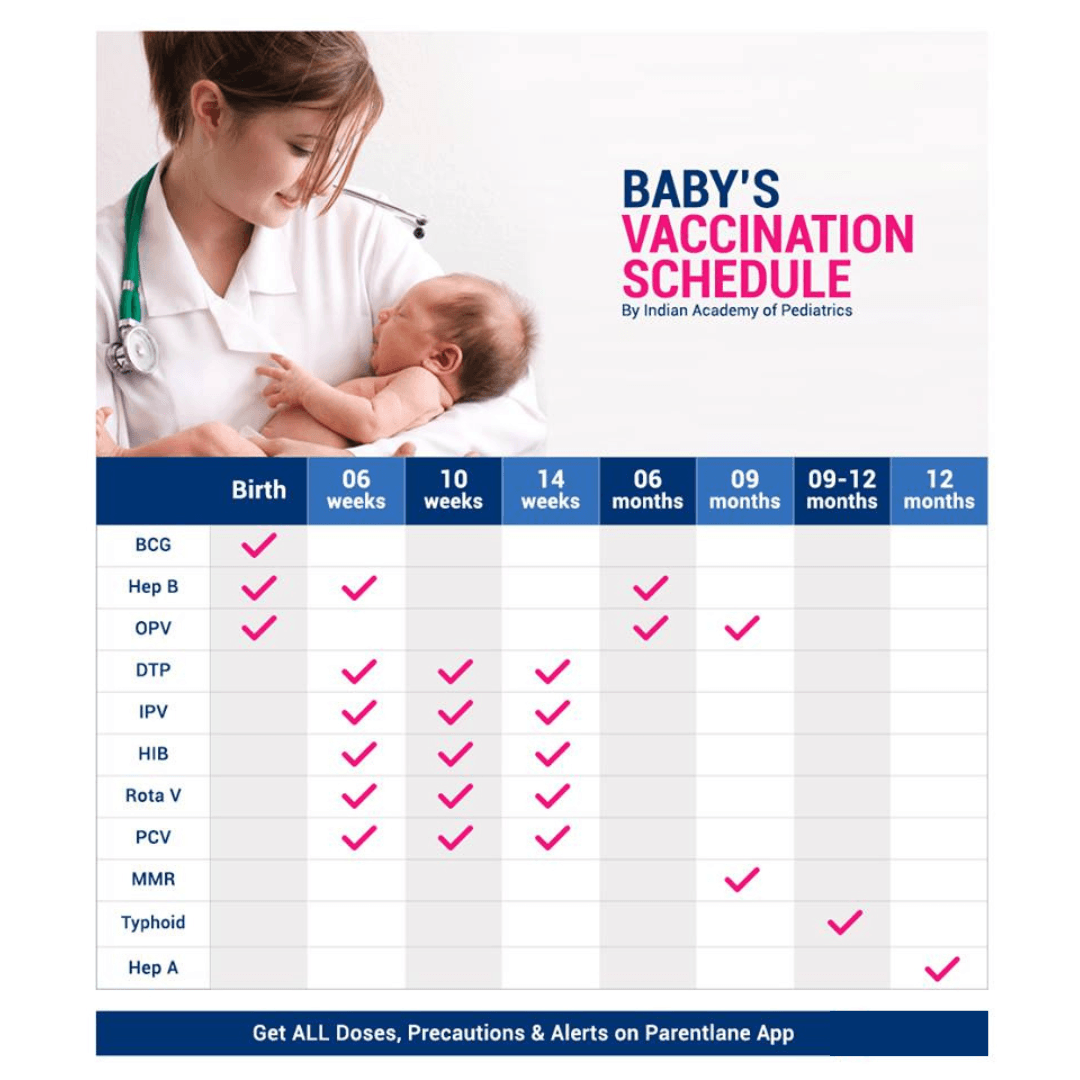 BABY'S
VACCINATION
SCHEDULE
By Indian Academy of Pediatrics
Birth
06
weeks
10
weeks
14
weeks
06
months
09
months
09-12
months
12
months
BCG
Hep B
OPV
DTP
IPV
HIB
Rota V
PCV
MMR
Typhoid
Hep A
Get ALL Doses, Precautions & Alerts on Parentlane App